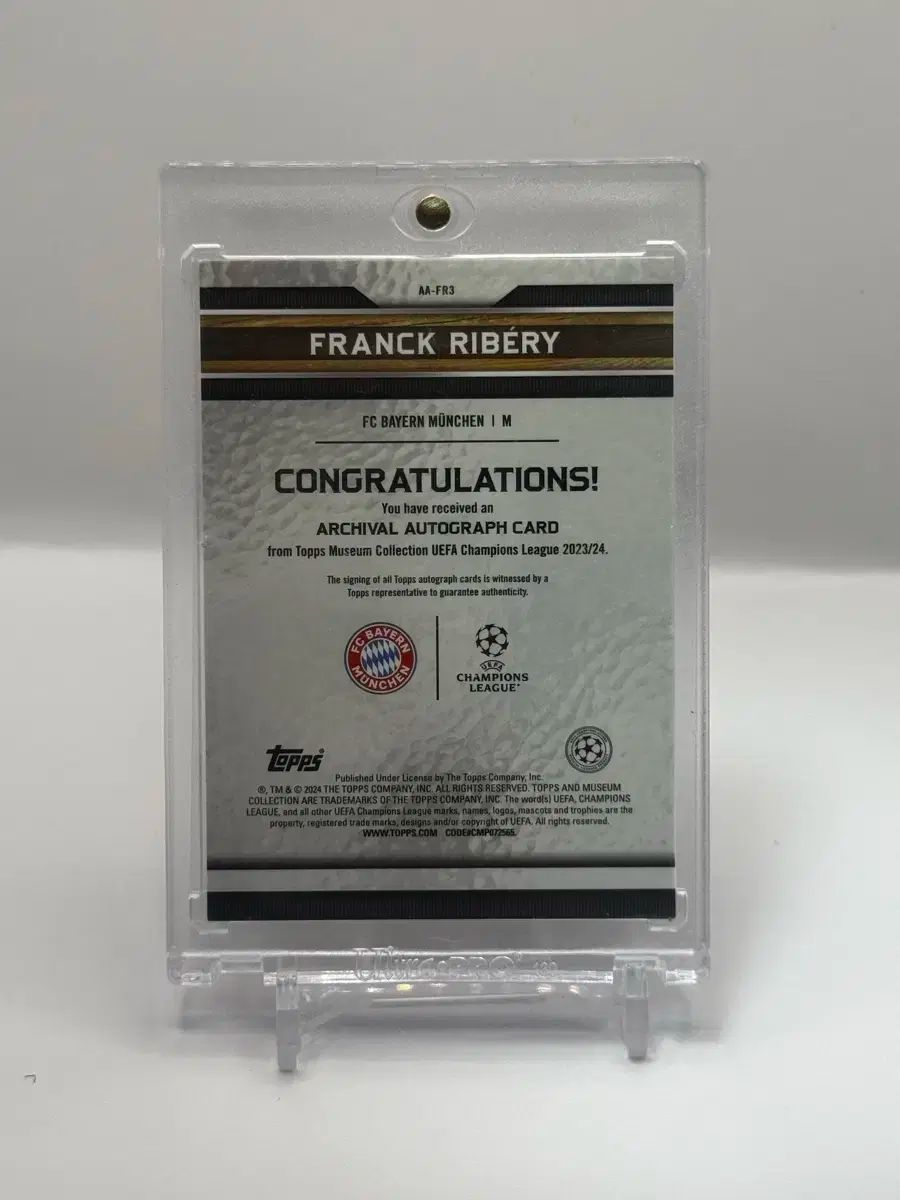 AA-FR3
FRANCK RIBÉRY
FC BAYERN MÜNCHEN | M
CONGRATULATIONS!
You have received an
ARCHIVAL AUTOGRAPH CARD
from Topps Museum Collection UEFA Champions League 2023/24.
The signing of all Topps autograph cards is witnessed by a
Topps representative to guarantee authenticity.
FC BAYERN
MÜNCHEN
UEFA
CHAMPIONS
LEAGUE
topps
Published Under License by The Topps Company, Inc.
®, TM & © 2024 THE TOPPS COMPANY, INC. ALL RIGHTS RESERVED. TOPPS AND MUSEUM
COLLECTION ARE TRADEMARKS OF THE TOPPS COMPANY, INC. The word(s) UEFA, CHAMPIONS
LEAGUE, and all other UEFA Champions League marks, names, logos, mascots and trophies are the
property, registered trade marks, designs and/or copyright of UEFA. All rights reserved.
WWW.TOPPS.COM CODE#CMP072565.